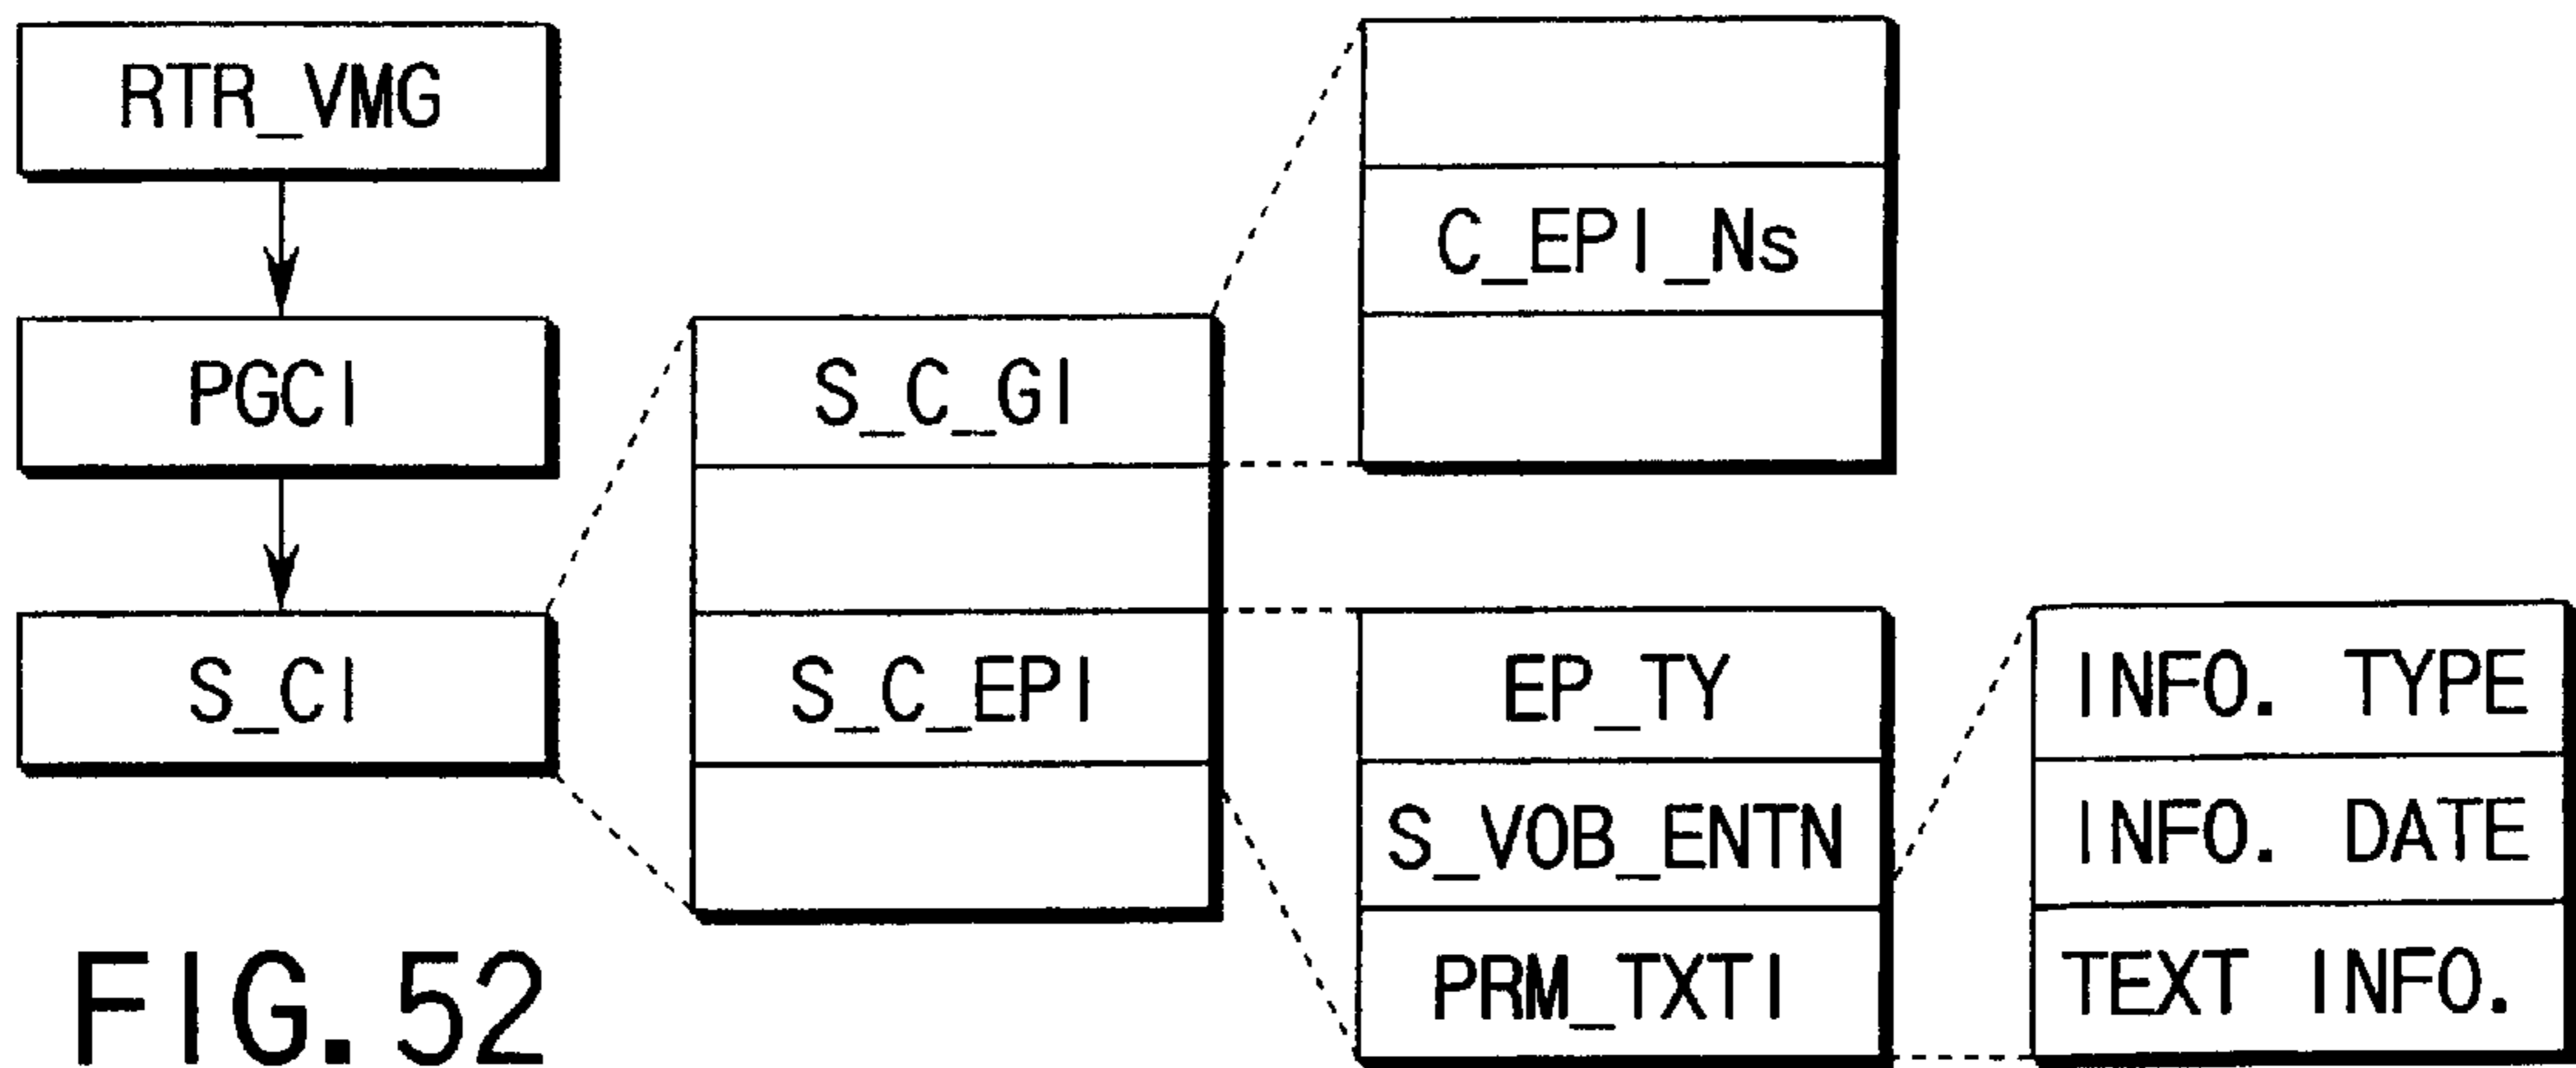 RTR_VMG
PGCI
S_CI
S_C_GI
S_C_EPI
C_EPI_Ns
EP_TY
S_VOB_ENTN
PRM_TXTI
INFO. TYPE
INFO. DATE
TEXT INFO.
FIG. 52